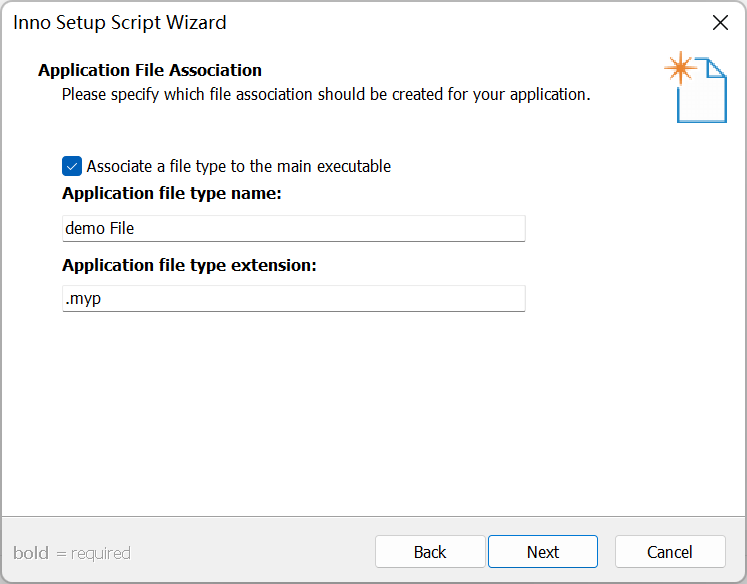 Inno Setup Script Wizard
Application File Association
Please specify which file association should be created for your application.
Associate a file type to the main executable
Application file type name:
demo File
Application file type extension:
.myp
bold = required
Back
Next
Cancel